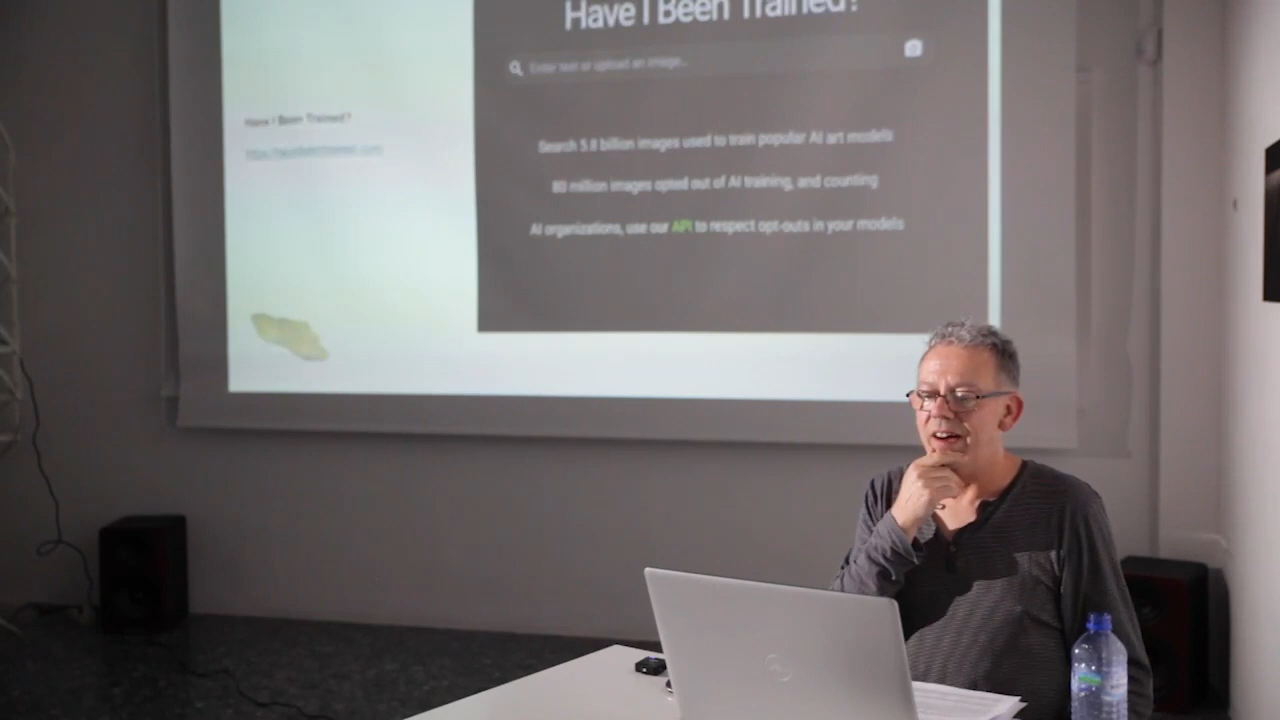 Have I Been Trained?
Enter text or upload an image...
Search 5.8 billion images used to train popular AI art models
80 million images opted out of AI training, and counting
AI organizations, use our API to respect opt-outs in your models
Have I Been Trained?